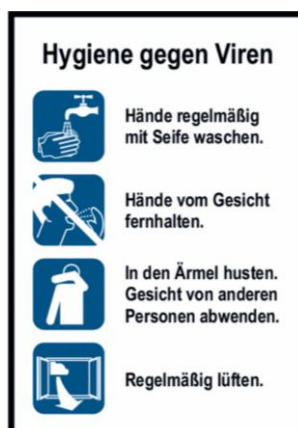 Hygiene gegen Viren
Hände regelmäßig
mit Seife waschen.
Hände vom Gesicht
fernhalten.
In den Ärmel husten.
Gesicht von anderen
Personen abwenden.
Regelmäßig lüften.